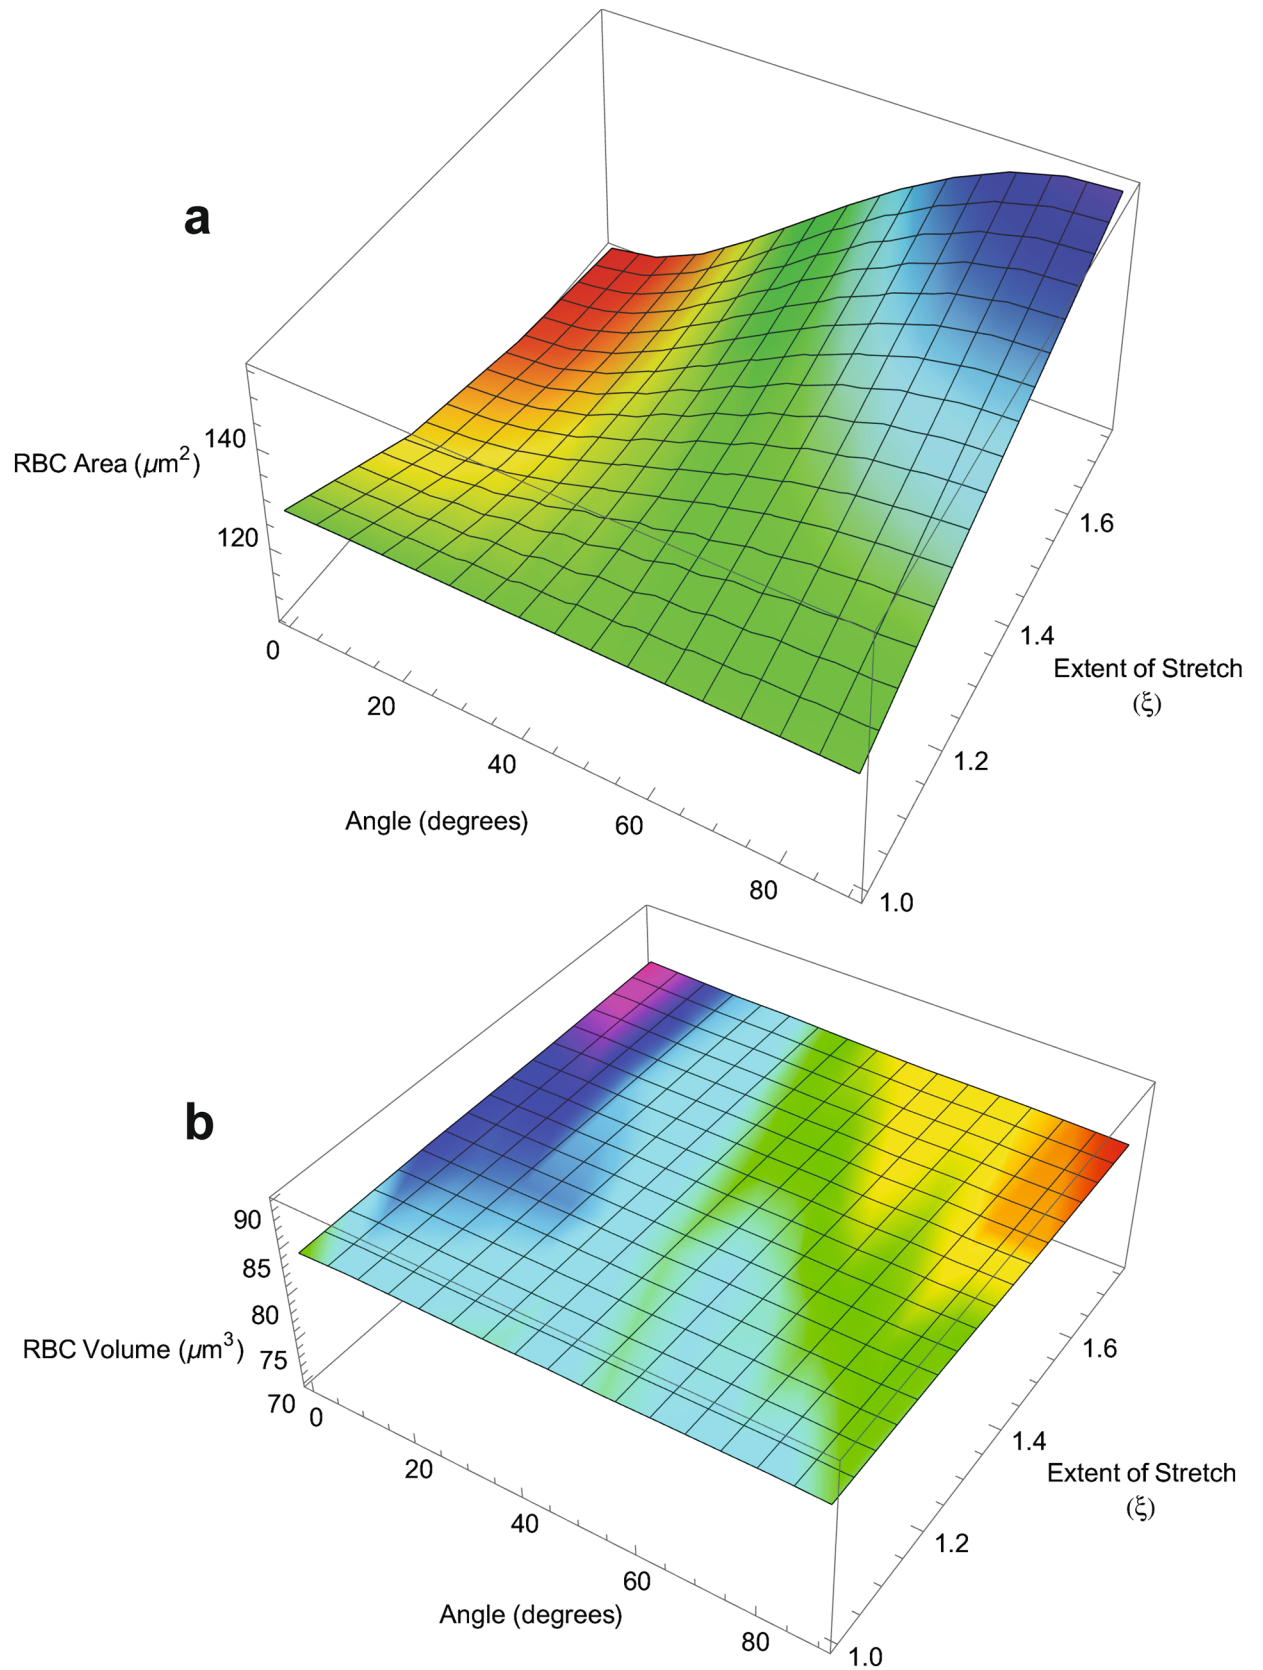 a
140
RBC Area (μm²)
120
0
20
40
60
80
Angle (degrees)
1.6
1.4
Extent of Stretch
(ξ)
1.2
1.0
b
90
85
80
RBC Volume (μm³)
75
70
0
20
40
60
80
Angle (degrees)
1.6
1.4
Extent of Stretch
(ξ)
1.2
1.0